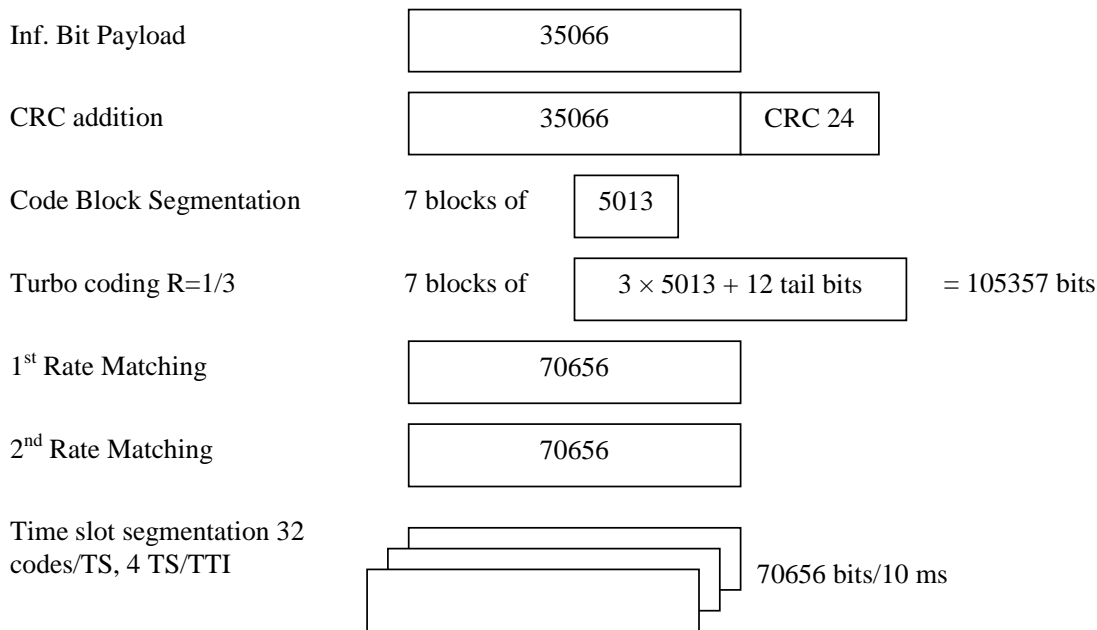 Inf. Bit Payload 35066
CRC addition 35066 CRC 24
Code Block Segmentation 7 blocks of 5013
Turbo coding R=1/3 7 blocks of 3 × 5013 + 12 tail bits = 105357 bits
1st Rate Matching 70656
2nd Rate Matching 70656
Time slot segmentation 32
codes/TS, 4 TS/TTI 70656 bits/10 ms